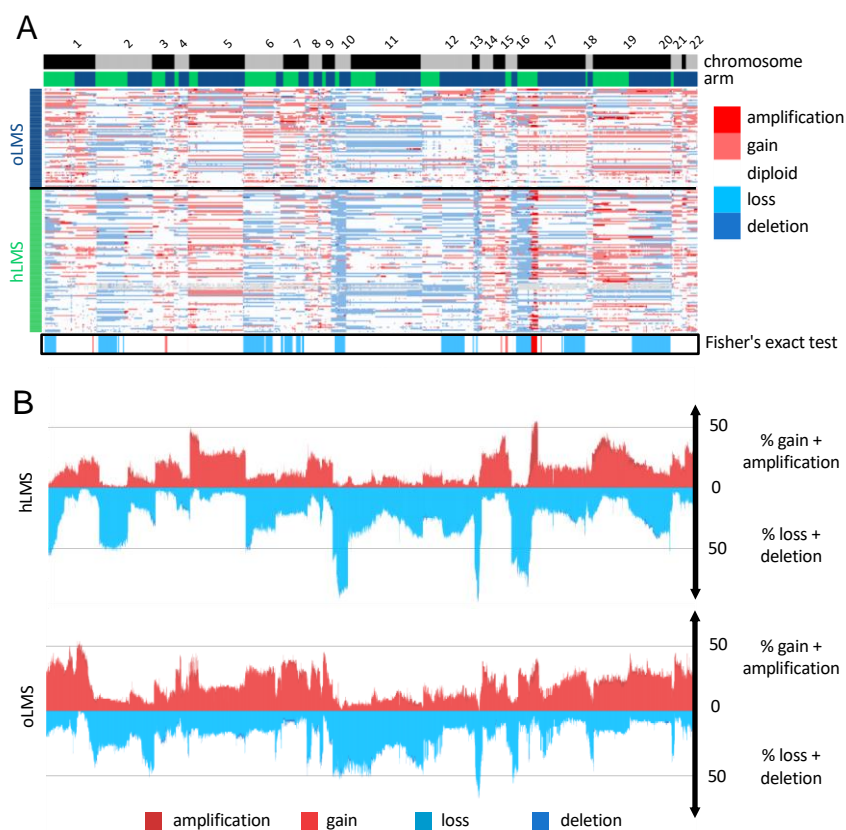 A
1 2 3 4 5 6 7 8 9 10 11 12 13 14 15 16 17 18 19 20 21 22
chromosome
arm
oLMS
hLMS
amplification
gain
diploid
loss
deletion
Fisher's exact test
B
hLMS
50
0
50
% gain +
amplification
% loss +
deletion
oLMS
50
0
50
% gain +
amplification
% loss +
deletion
amplification gain loss deletion